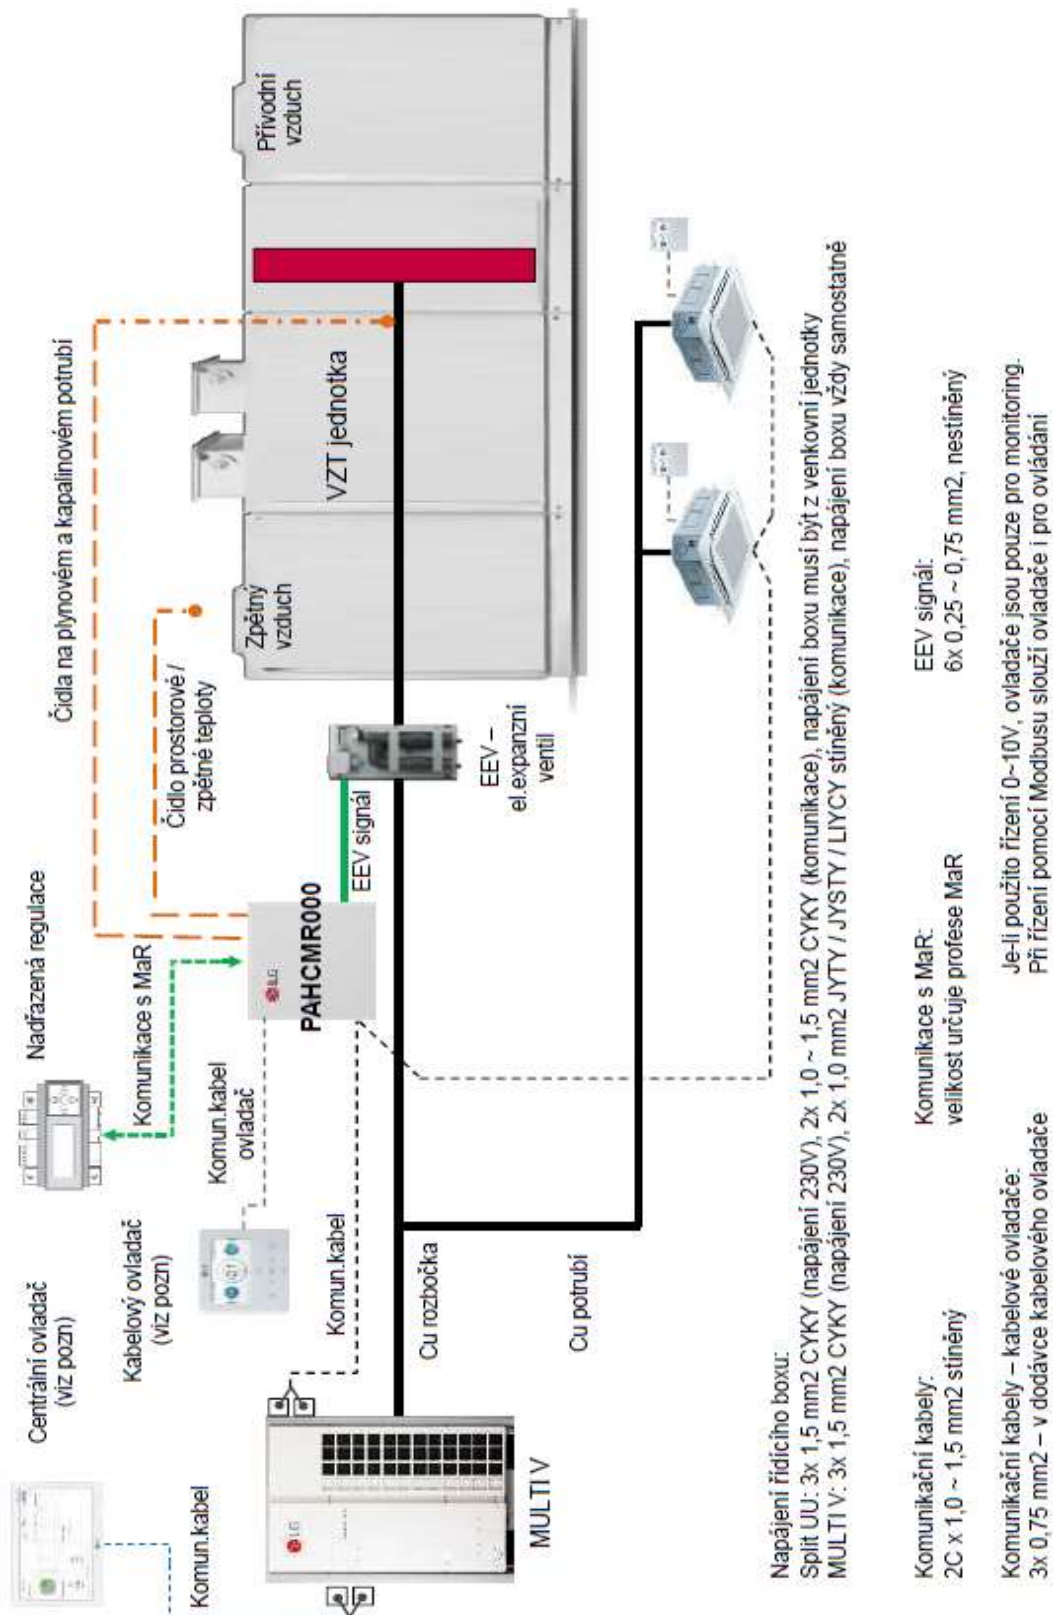 Centrální ovladač
(viz pozn)
Nadřazená regulace
Čidla na plynovém a kapalinovém potrubí
Kabelový ovladač
(viz pozn)
Komunikace s MaR
Čidlo prostorové /
zpětné teploty
Komun.kabel
Komun.kabel
ovladač
LG
PAHCMR000
Zpětný
vzduch
Přívodní
vzduch
VZT jednotka
LG
MULTI V
Komun.kabel
EEV signál
Cu rozbočka
EEV –
el.expanzní
ventil
Cu potrubí
Napájení řídicího boxu:
Split UU: 3x 1,5 mm2 CYKY (napájení 230V), 2x 1,0 ~ 1,5 mm2 CYKY (komunikace), napájení boxu musí být z venkovní jednotky
MULTI V: 3x 1,5 mm2 CYKY (napájení 230V), 2x 1,0 mm2 JYTY / JYSTY / LIYCY stíněný (komunikace), napájení boxu vždy samostatně
Komunikační kabely:
2C x 1,0 ~ 1,5 mm2 stíněný
Komunikace s MaR:
velikost určuje profese MaR
EEV signál:
6x 0,25 ~ 0,75 mm2, nestíněný
Komunikační kabely – kabelové ovladače:
3x 0,75 mm2 – v dodávce kabelového ovladače
Je-li použito řízení 0~10V, ovladače jsou pouze pro monitoring.
Při řízení pomocí Modbusu slouží ovladače i pro ovládání